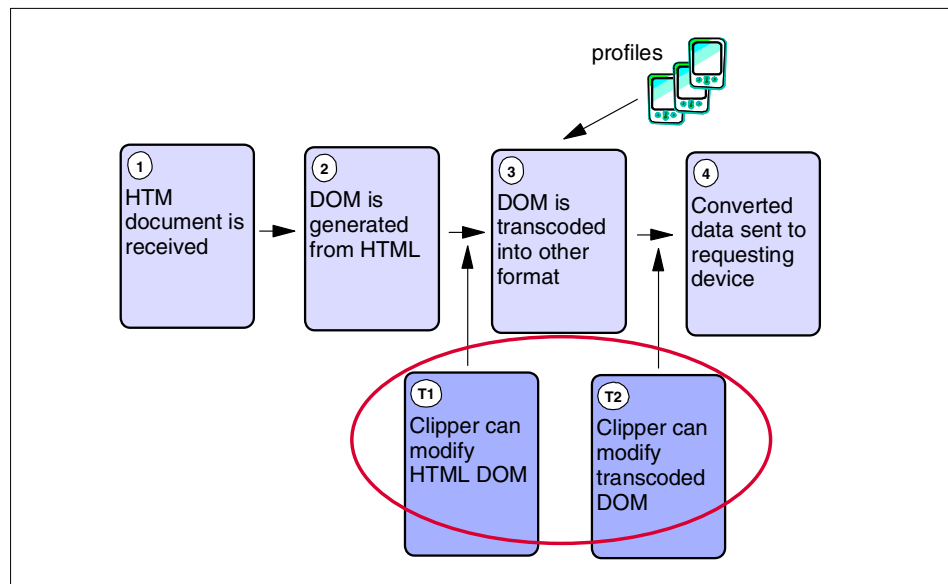 profiles
1
HTM
document is
received
2
DOM is
generated
from HTML
3
DOM is
transcoded
into other
format
4
Converted
data sent to
requesting
device
T1
Clipper can
modify
HTML DOM
T2
Clipper can
modify
transcoded
DOM